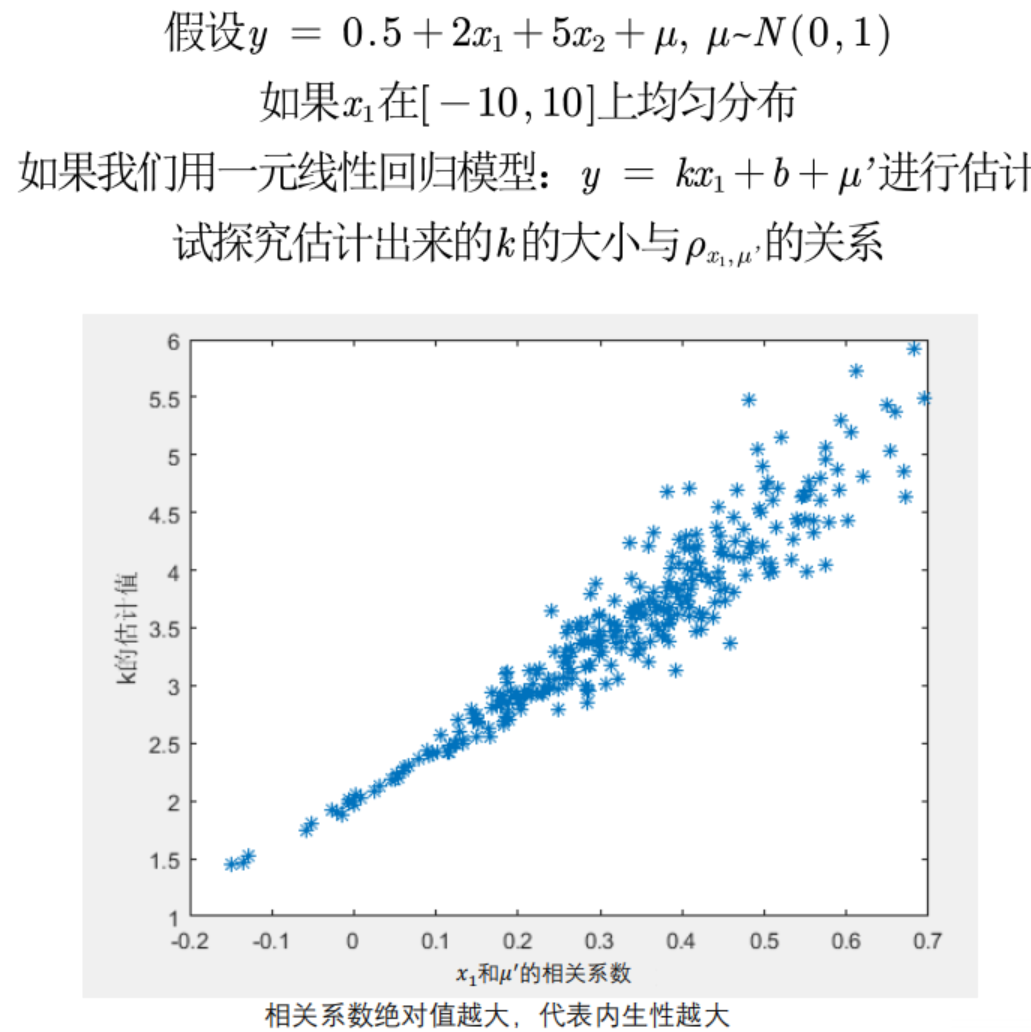 假设y = 0.5+2x₁+5x₂+μ, μ~N(0,1)
如果x₁在[-10,10]上均匀分布
如果我们用一元线性回归模型：y = kx₁+b+μ'进行估计
试探究估计出来的k的大小与ρx₁,μ'的关系
6
5.5
5
4.5
4
3.5
3
2.5
2
1.5
1
k的估计值
-0.2 -0.1 0 0.1 0.2 0.3 0.4 0.5 0.6 0.7
x₁和μ'的相关系数
相关系数绝对值越大，代表内生性越大